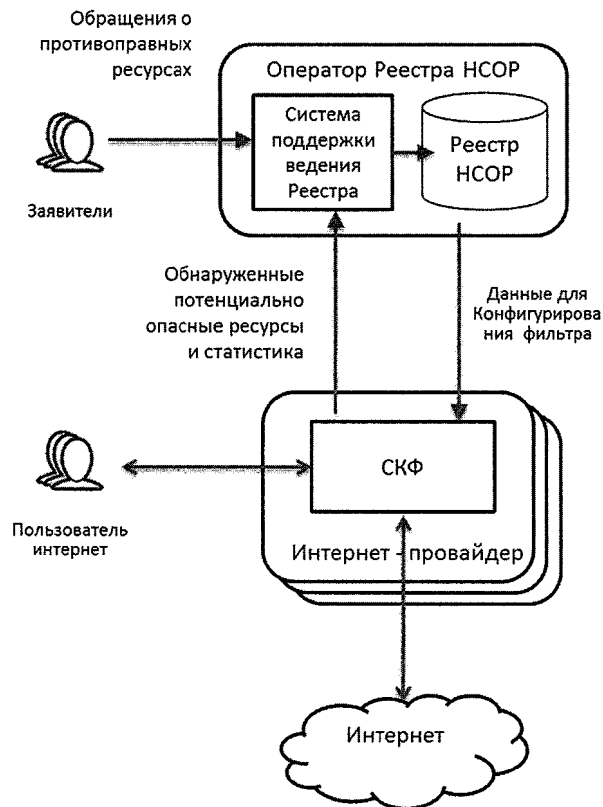 Обращения о
противоправных
ресурсах
Оператор Реестра НСОР
Система
поддержки
ведения
Реестра
Реестр
НСОР
Заявители
Обнаруженные
потенциально
опасные ресурсы
и статистика
Данные для
Конфигурирова
ния фильтра
СКФ
Пользователь
интернет
Интернет - провайдер
Интернет